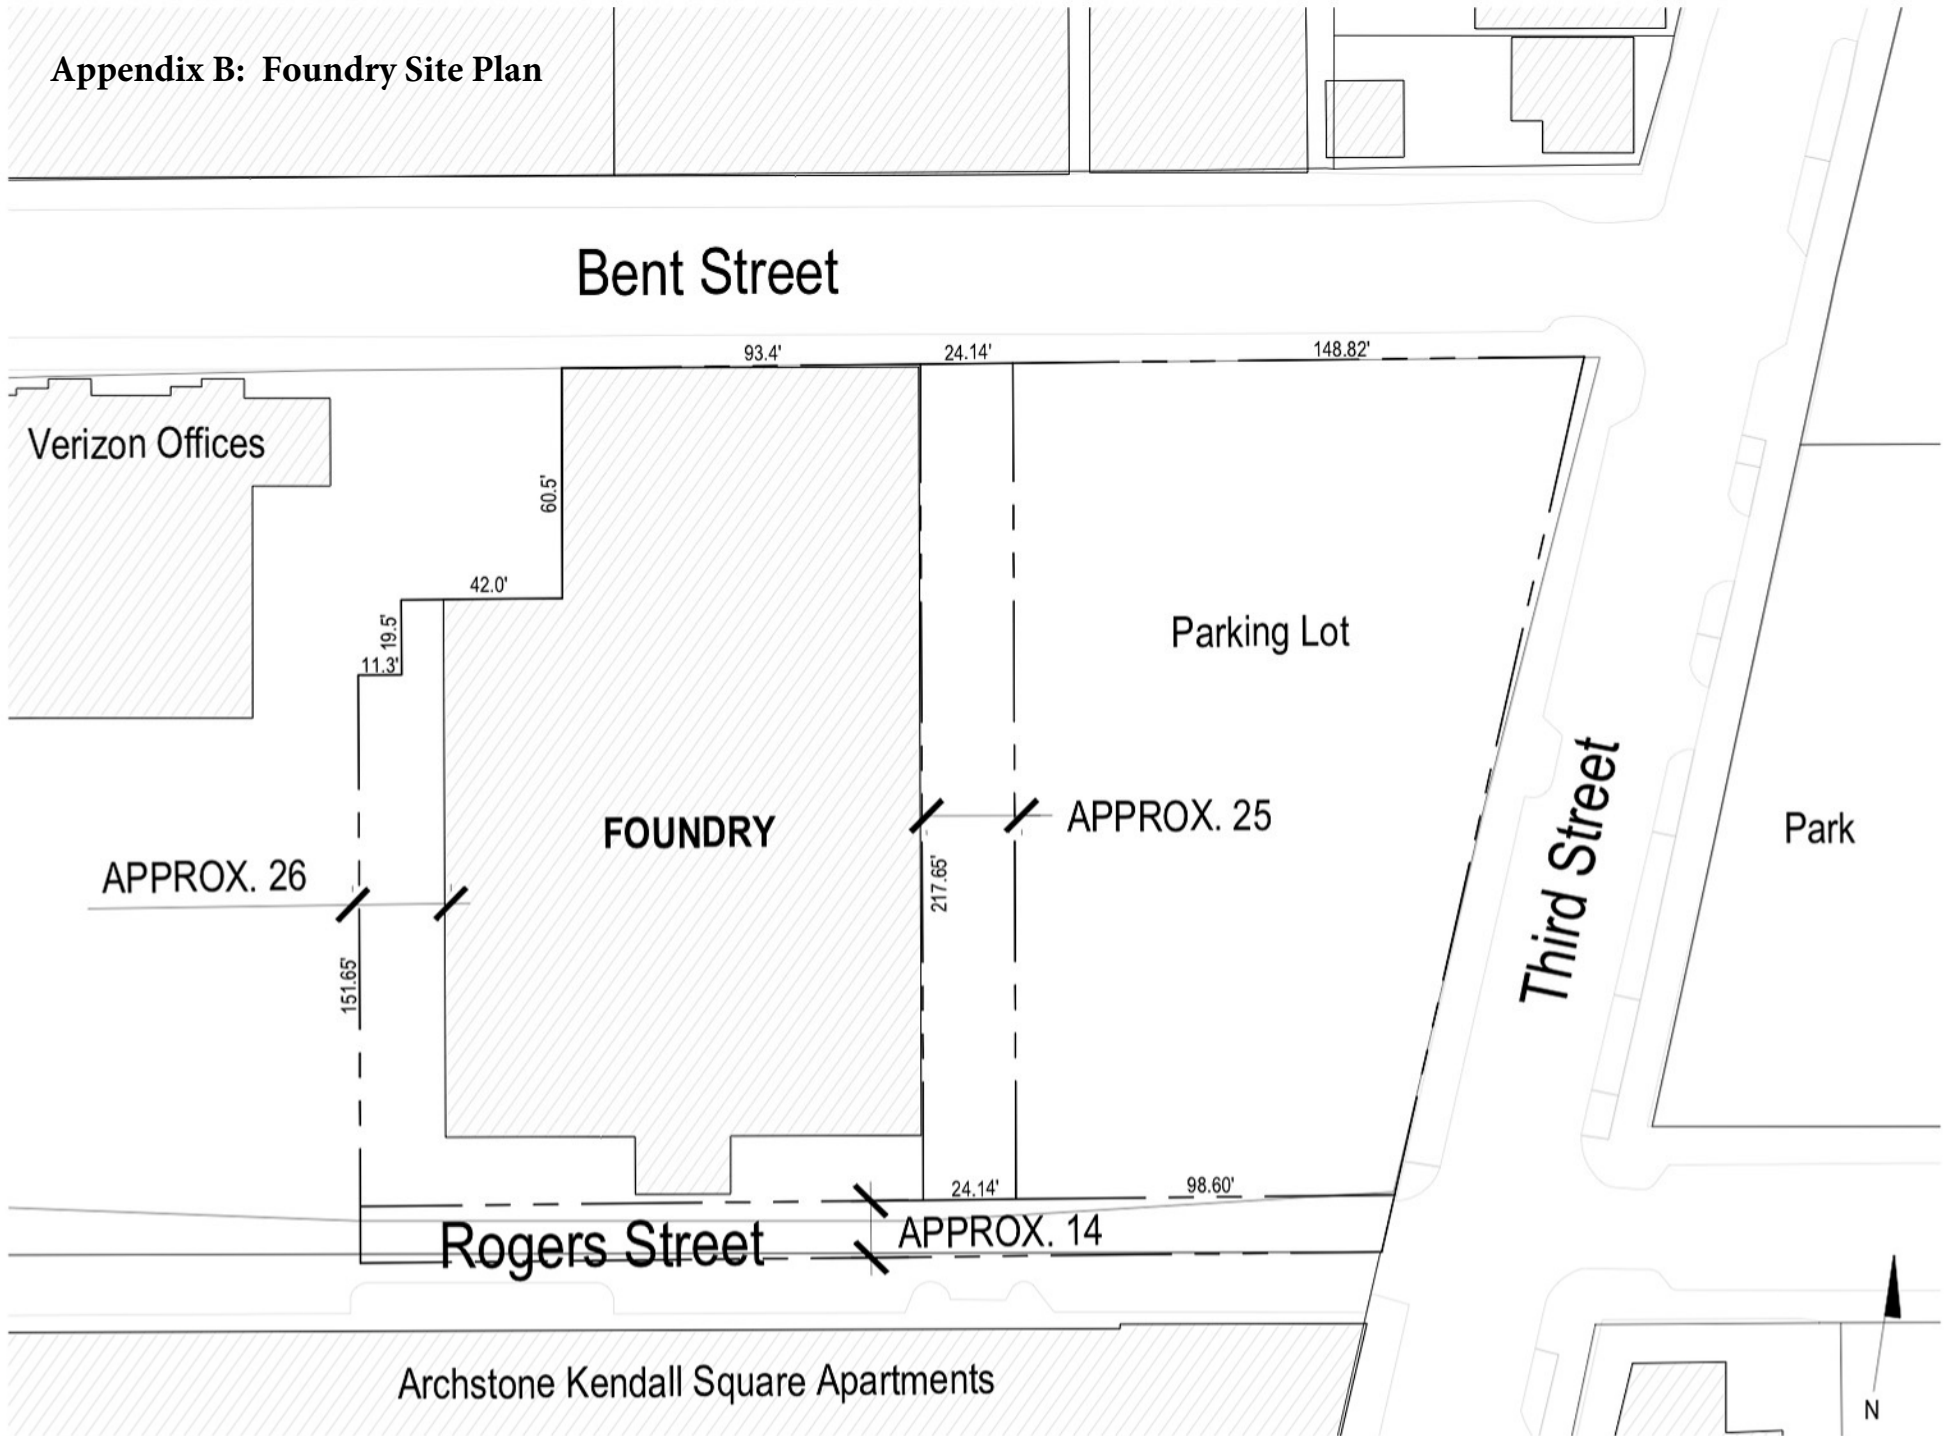 Appendix B:  Foundry Site Plan
Bent Street
93.4'
24.14'
148.82'
Verizon Offices
60.5'
42.0'
19.5'
11.3'
Parking Lot
FOUNDRY
APPROX. 25
APPROX. 26
217.65'
151.65'
Third Street
Park
24.14'
98.60'
Rogers Street
APPROX. 14
Archstone Kendall Square Apartments
N